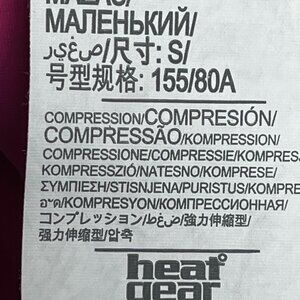 МАЛЕНЬКИЙ/
صغير/尺寸: S/
号型规格: 155/80A
COMPRESSION/COMPRESIÓN/
COMPRESSÃO/KOMPRESSION/
COMPRESSIONE/COMPRESSIE/KOMPRES
KOMPRESSZIÓ/NATESNO/KOMPRESE/
ΣΥΜΠΙΕΣΗ/STISNJENA/PURISTUS/KOMPRE
KOMPRESYON/КОМПРЕССИОННАЯ/
コンプレッション/ضغط/強力伸縮型/
强力伸缩型/압축
heat
gear